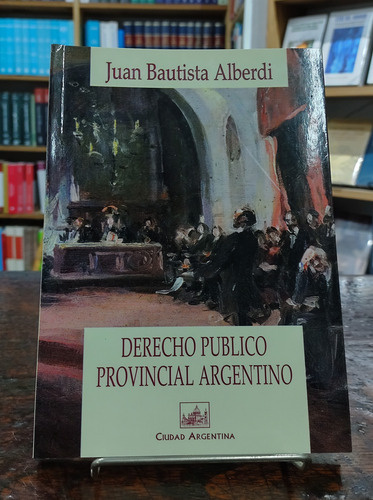 Juan Bautista Alberdi
DERECHO PUBLICO
PROVINCIAL ARGENTINO
CIUDAD ARGENTINA